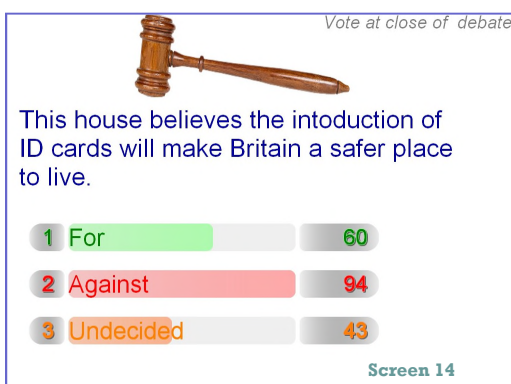 Vote at close of debate
This house believes the intoduction of
ID cards will make Britain a safer place
to live.
1 For 60
2 Against 94
3 Undecided 43
Screen 14